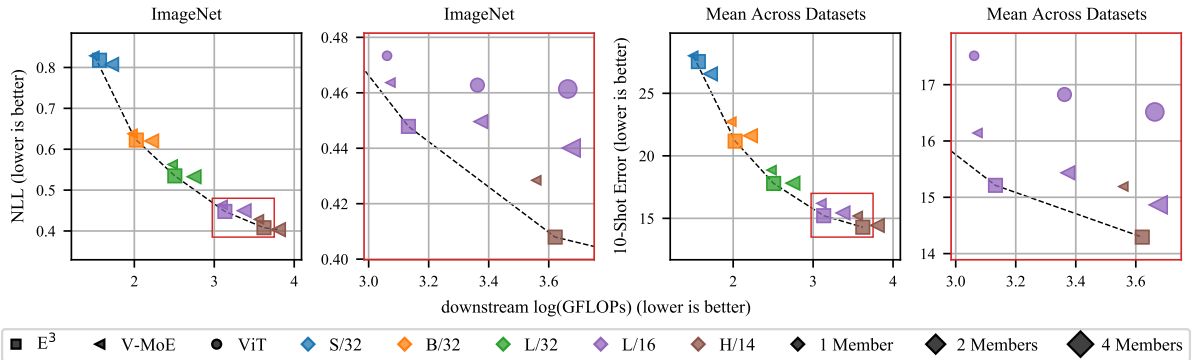 ImageNet ImageNet Mean Across Datasets Mean Across Datasets
NLL (lower is better)
0.8
0.7
0.6
0.5
0.4
2 3 4
0.48
0.46
0.44
0.42
0.40
3.0 3.2 3.4 3.6
10-Shot Error (lower is better)
25
20
15
2 3 4
17
16
15
14
3.0 3.2 3.4 3.6
downstream log(GFLOPs) (lower is better)
E³ V-MoE ViT S/32 B/32 L/32 L/16 H/14 1 Member 2 Members 4 Members